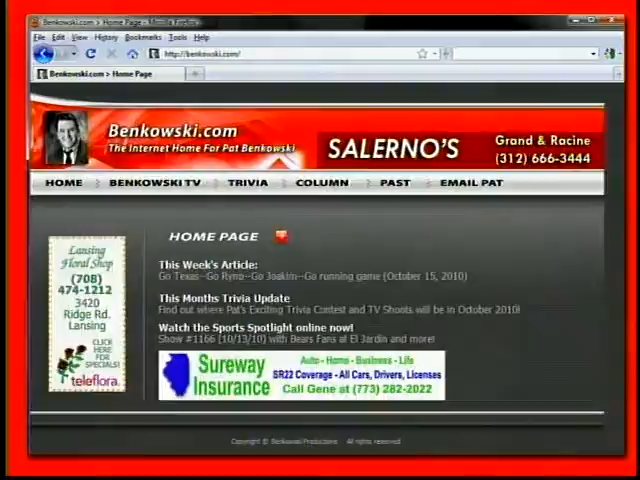 Benkowski.com > Home Page - Mozilla Firefox
File Edit View History Bookmarks Tools Help
http://benkowski.com/
Benkowski.com > Home Page
Benkowski.com
The Internet Home For Pat Benkowski
SALERNO'S
Grand & Racine
(312) 666-3444
HOME BENKOWSKI TV TRIVIA COLUMN PAST EMAIL PAT
HOME PAGE
Lansing
Floral Shop
(708)
474-1212
3420
Ridge Rd.
Lansing
CLICK
HERE
FOR
SPECIALS!
teleflora.
This Week's Article:
Go Texas--Go Ryno--Go Joakim--Go running game (October 15, 2010)
This Months Trivia Update
Find out where Pat's Exciting Trivia Contest and TV Shoots will be in October 2010!
Watch the Sports Spotlight online now!
Show #1166 (10/13/10) with Bears Fans at El Jardin and more!
Sureway
Insurance
Auto - Home - Business - Life
SR22 Coverage - All Cars, Drivers, Licenses
Call Gene at (773) 282-2022
Copyright © Benkowski Productions All rights reserved